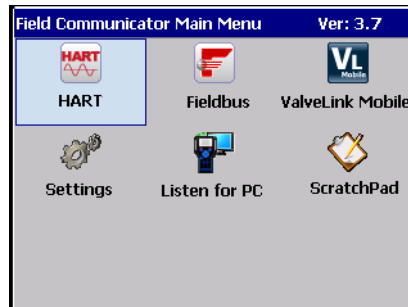 Field Communicator Main Menu Ver: 3.7
HART
VL
Mobile
HART Fieldbus ValveLink Mobile
Settings Listen for PC ScratchPad